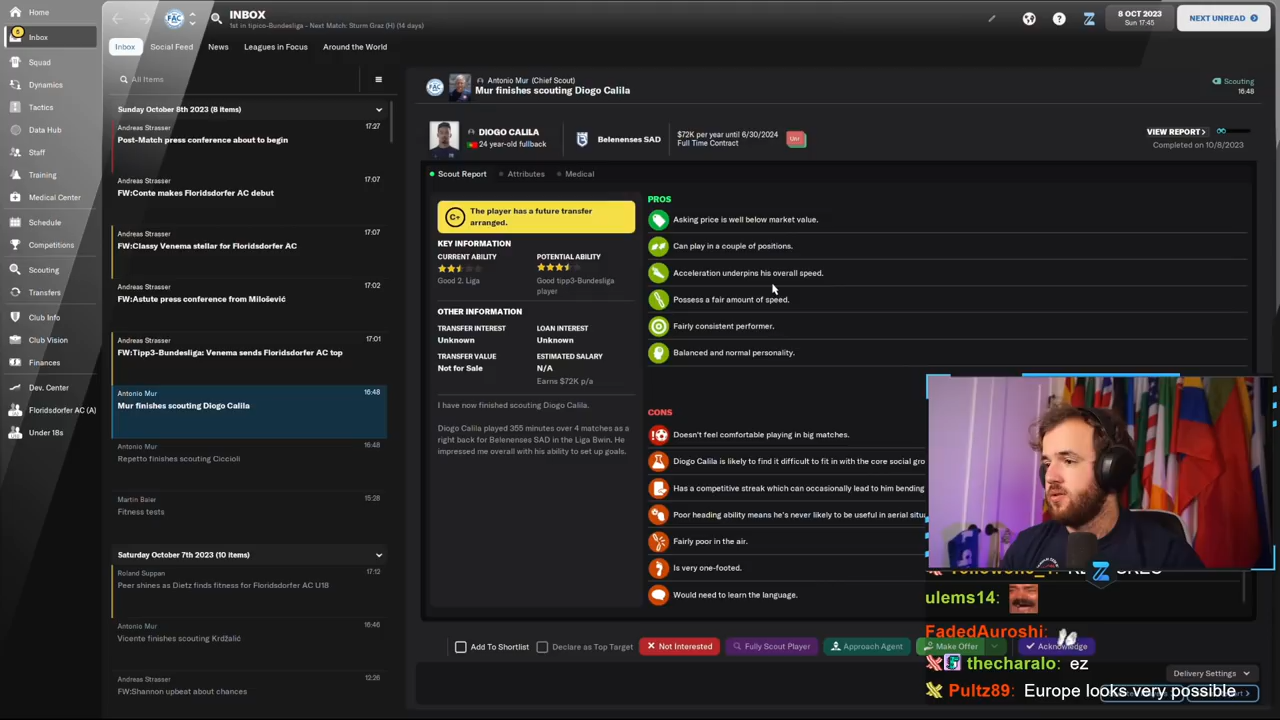 Home
Inbox
Squad
Dynamics
Tactics
Data Hub
Staff
Training
Medical Center
Schedule
Competitions
Scouting
Transfers
Club Info
Club Vision
Finances
Dev. Center
Floridsdorfer AC (A)
Under 18s
INBOX
1st in tipico-Bundesliga - Next Match: Sturm Graz (H) (14 days)
8 OCT 2023
Sun 17:45
NEXT UNREAD
Inbox
Social Feed
News
Leagues in Focus
Around the World
All Items
Sunday October 8th 2023 (8 items)
Andreas Strasser 17:27
Post-Match press conference about to begin
Andreas Strasser 17:07
FW:Conte makes Floridsdorfer AC debut
Andreas Strasser 17:07
FW:Classy Venema stellar for Floridsdorfer AC
Andreas Strasser 17:02
FW:Astute press conference from Milošević
Andreas Strasser 17:01
FW:Tipp3-Bundesliga: Venema sends Floridsdorfer AC top
Antonio Mur 16:48
Mur finishes scouting Diogo Calila
Antonio Mur 16:48
Repetto finishes scouting Ciccioli
Martin Baier 15:28
Fitness tests
Saturday October 7th 2023 (10 items)
Roland Suppan 17:12
Peer shines as Dietz finds fitness for Floridsdorfer AC U18
Antonio Mur 16:46
Vicente finishes scouting Krdžalić
Andreas Strasser 12:26
FW:Shannon upbeat about chances
Antonio Mur (Chief Scout)
Mur finishes scouting Diogo Calila
Scouting
16:48
DIOGO CALILA
24 year-old fullback
Belenenses SAD
$72K per year until 6/30/2024
Full Time Contract
Unr
VIEW REPORT
Completed on 10/8/2023
Scout Report
Attributes
Medical
C+
The player has a future transfer
arranged.
KEY INFORMATION
CURRENT ABILITY
Good 2. Liga
POTENTIAL ABILITY
Good tipp3-Bundesliga
player
OTHER INFORMATION
TRANSFER INTEREST
Unknown
LOAN INTEREST
Unknown
TRANSFER VALUE
Not for Sale
ESTIMATED SALARY
N/A
Earns $72K p/a
I have now finished scouting Diogo Calila.
Diogo Calila played 355 minutes over 4 matches as a
right back for Belenenses SAD in the Liga Bwin. He
impressed me overall with his ability to set up goals.
PROS
Asking price is well below market value.
Can play in a couple of positions.
Acceleration underpins his overall speed.
Possess a fair amount of speed.
Fairly consistent performer.
Balanced and normal personality.
CONS
Doesn't feel comfortable playing in big matches.
Diogo Calila is likely to find it difficult to fit in with the core social gro
Has a competitive streak which can occasionally lead to him bending
Poor heading ability means he's never likely to be useful in aerial situ
Fairly poor in the air.
Is very one-footed.
Would need to learn the language.
Add To Shortlist
Declare as Top Target
Not Interested
Fully Scout Player
Approach Agent
Make Offer
Acknowledge
Delivery Settings
ulems14:
FadedAuroshi:
thecharalo: ez
Pultz89: Europe looks very possible